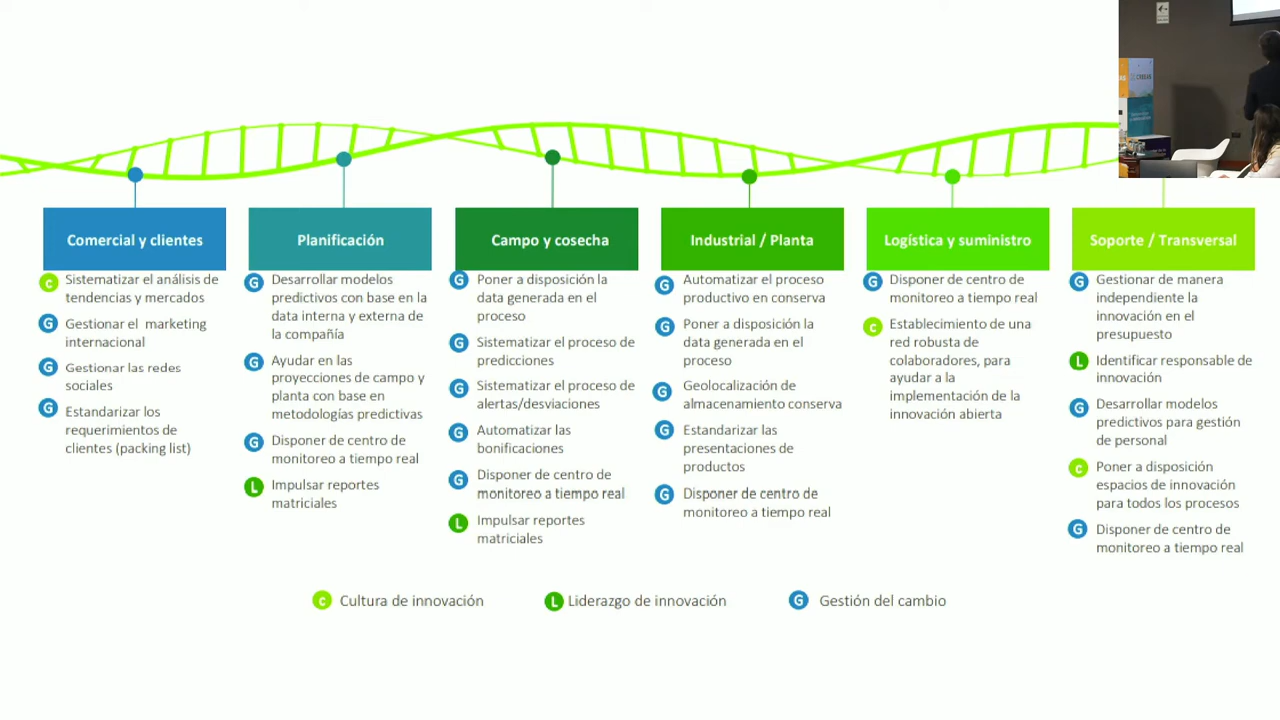 Comercial y clientes
c Sistematizar el análisis de
tendencias y mercados
G Gestionar el marketing
internacional
G Gestionar las redes
sociales
G Estandarizar los
requerimientos de
clientes (packing list)
Planificación
G Desarrollar modelos
predictivos con base en la
data interna y externa de
la compañía
G Ayudar en las
proyecciones de campo y
planta con base en
metodologías predictivas
G Disponer de centro de
monitoreo a tiempo real
L Impulsar reportes
matriciales
Campo y cosecha
G Poner a disposición la
data generada en el
proceso
G Sistematizar el proceso de
predicciones
G Sistematizar el proceso de
alertas/desviaciones
G Automatizar las
bonificaciones
G Disponer de centro de
monitoreo a tiempo real
L Impulsar reportes
matriciales
Industrial / Planta
G Automatizar el proceso
productivo en conserva
G Poner a disposición la
data generada en el
proceso
G Geolocalización de
almacenamiento conserva
G Estandarizar las
presentaciones de
productos
G Disponer de centro de
monitoreo a tiempo real
Logística y suministro
G Disponer de centro de
monitoreo a tiempo real
c Establecimiento de una
red robusta de
colaboradores, para
ayudar a la
implementación de la
innovación abierta
Soporte / Transversal
G Gestionar de manera
independiente la
innovación en el
presupuesto
L Identificar responsable de
innovación
G Desarrollar modelos
predictivos para gestión
de personal
c Poner a disposición
espacios de innovación
para todos los procesos
G Disponer de centro de
monitoreo a tiempo real
c Cultura de innovación
L Liderazgo de innovación
G Gestión del cambio